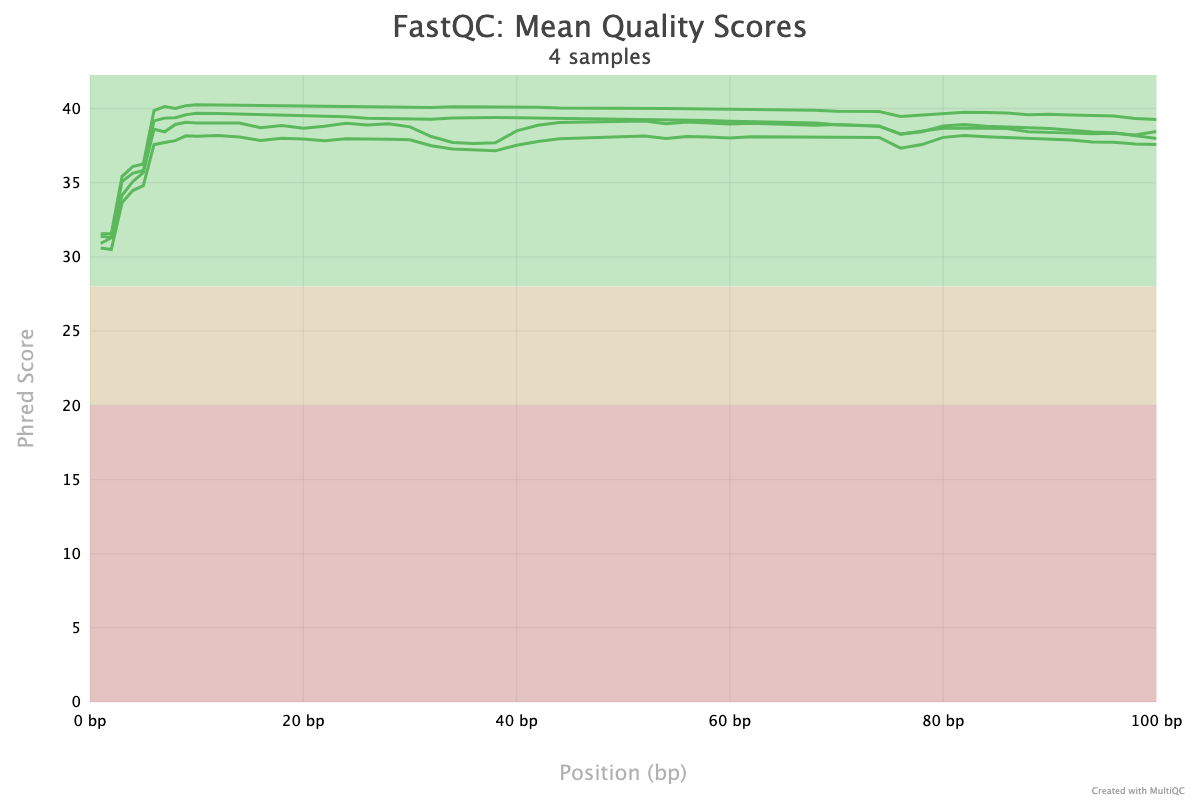 FastQC: Mean Quality Scores
4 samples
Phred Score
40
35
30
25
20
15
10
5
0
0 bp 20 bp 40 bp 60 bp 80 bp 100 bp
Position (bp)
Created with MultiQC